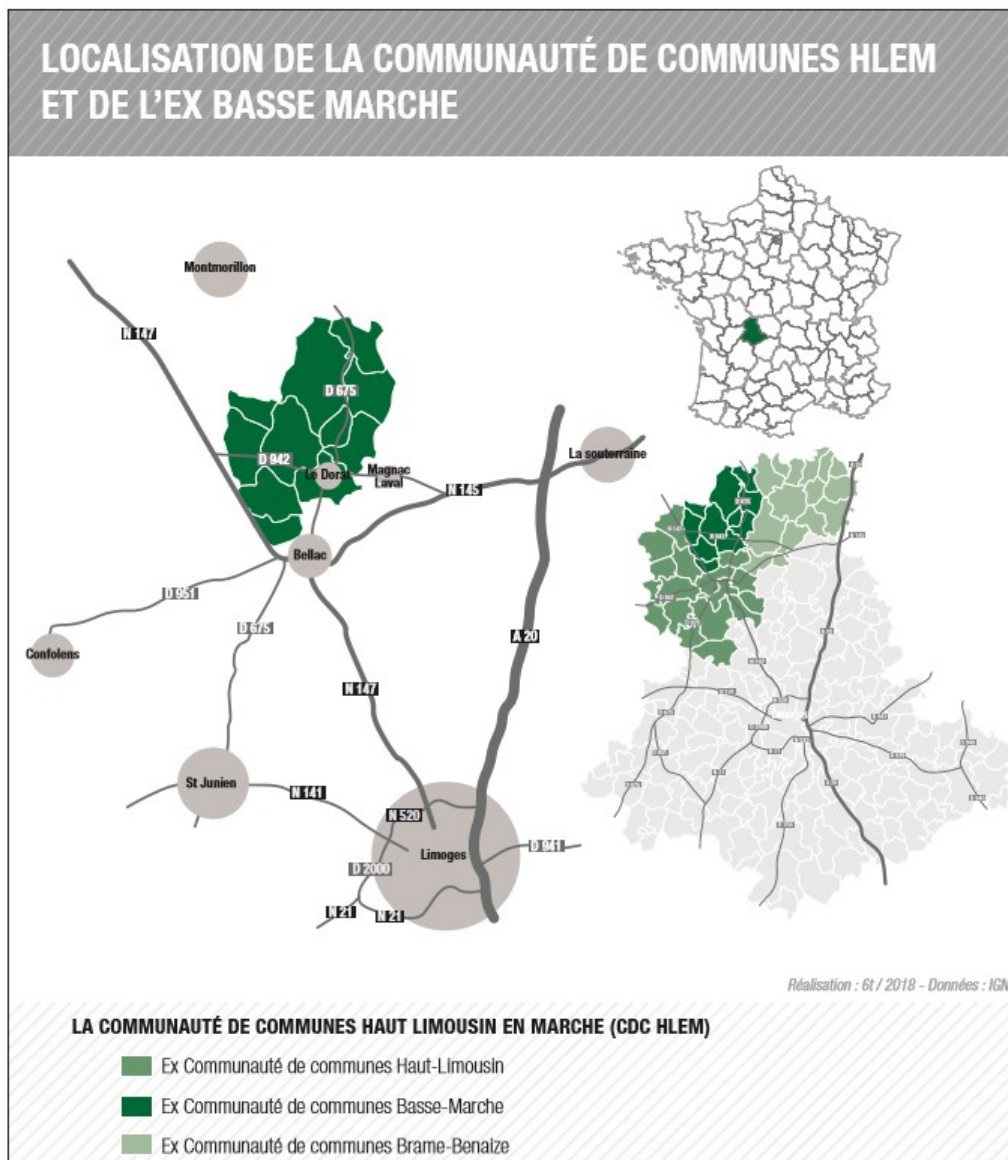 LOCALISATION DE LA COMMUNAUTÉ DE COMMUNES HLEM
ET DE L'EX BASSE MARCHE
Montmorillon
N 147
D 675
D 942
Le Dorat
Magnac
Laval
La souterraine
N 145
Bellac
D 951
D 675
Confolens
A 20
N 147
St Junien
N 141
N 520
Limoges
D 941
D 2000
N 21
N 21
Réalisation : 6t / 2018 - Données : IGN
LA COMMUNAUTÉ DE COMMUNES HAUT LIMOUSIN EN MARCHE (CDC HLEM)
Ex Communauté de communes Haut-Limousin
Ex Communauté de communes Basse-Marche
Ex Communauté de communes Brame-Benaize